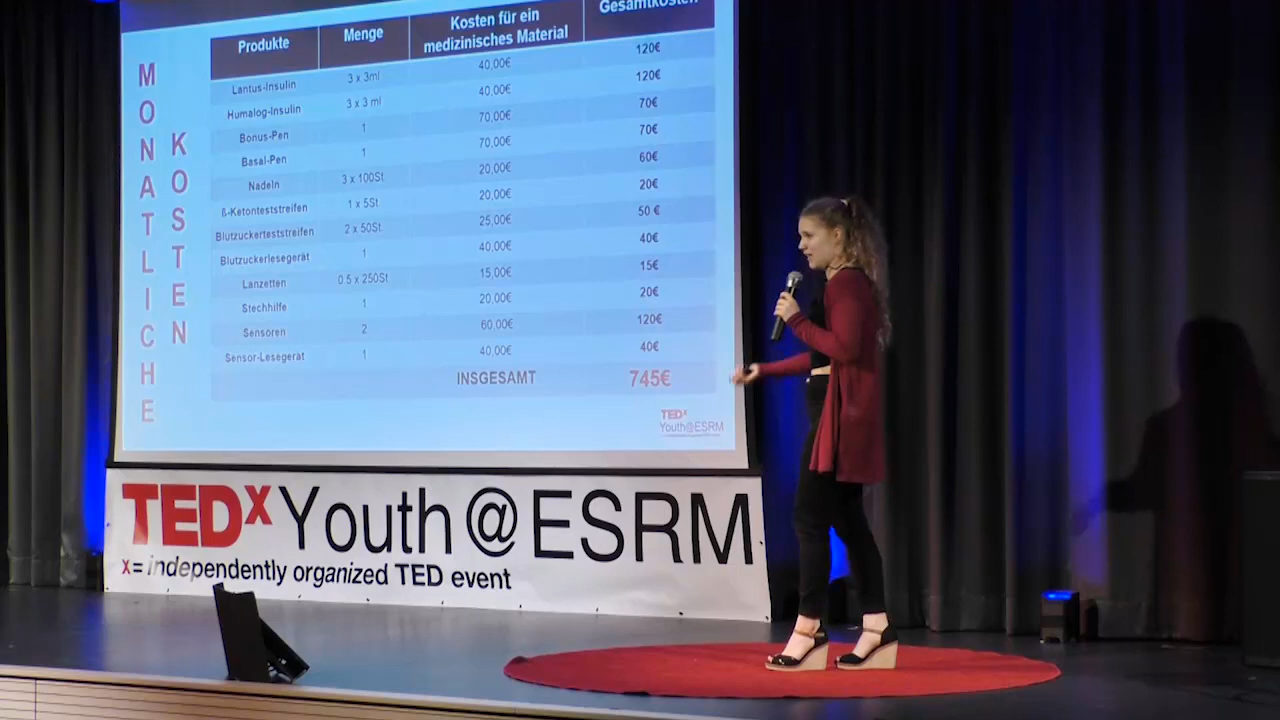 MONATLICHE
KOSTEN
Produkte Menge Kosten für ein medizinisches Material Gesamtkosten
Lantus-Insulin 3 x 3ml 40,00€ 120€
Humalog-Insulin 3 x 3 ml 40,00€ 120€
Bonus-Pen 1 70,00€ 70€
Basal-Pen 1 70,00€ 70€
Nadeln 3 x 100St 20,00€ 60€
ß-Ketonteststreifen 1 x 5St 20,00€ 20€
Blutzuckerteststreifen 2 x 50St. 25,00€ 50 €
Blutzuckerlesegerät 1 40,00€ 40€
Lanzetten 0.5 x 250St 15,00€ 15€
Stechhilfe 1 20,00€ 20€
Sensoren 2 60,00€ 120€
Sensor-Lesegerät 1 40,00€ 40€
INSGESAMT 745€
TEDx
Youth@ESRM
TEDx Youth@ESRM
x = independently organized TED event